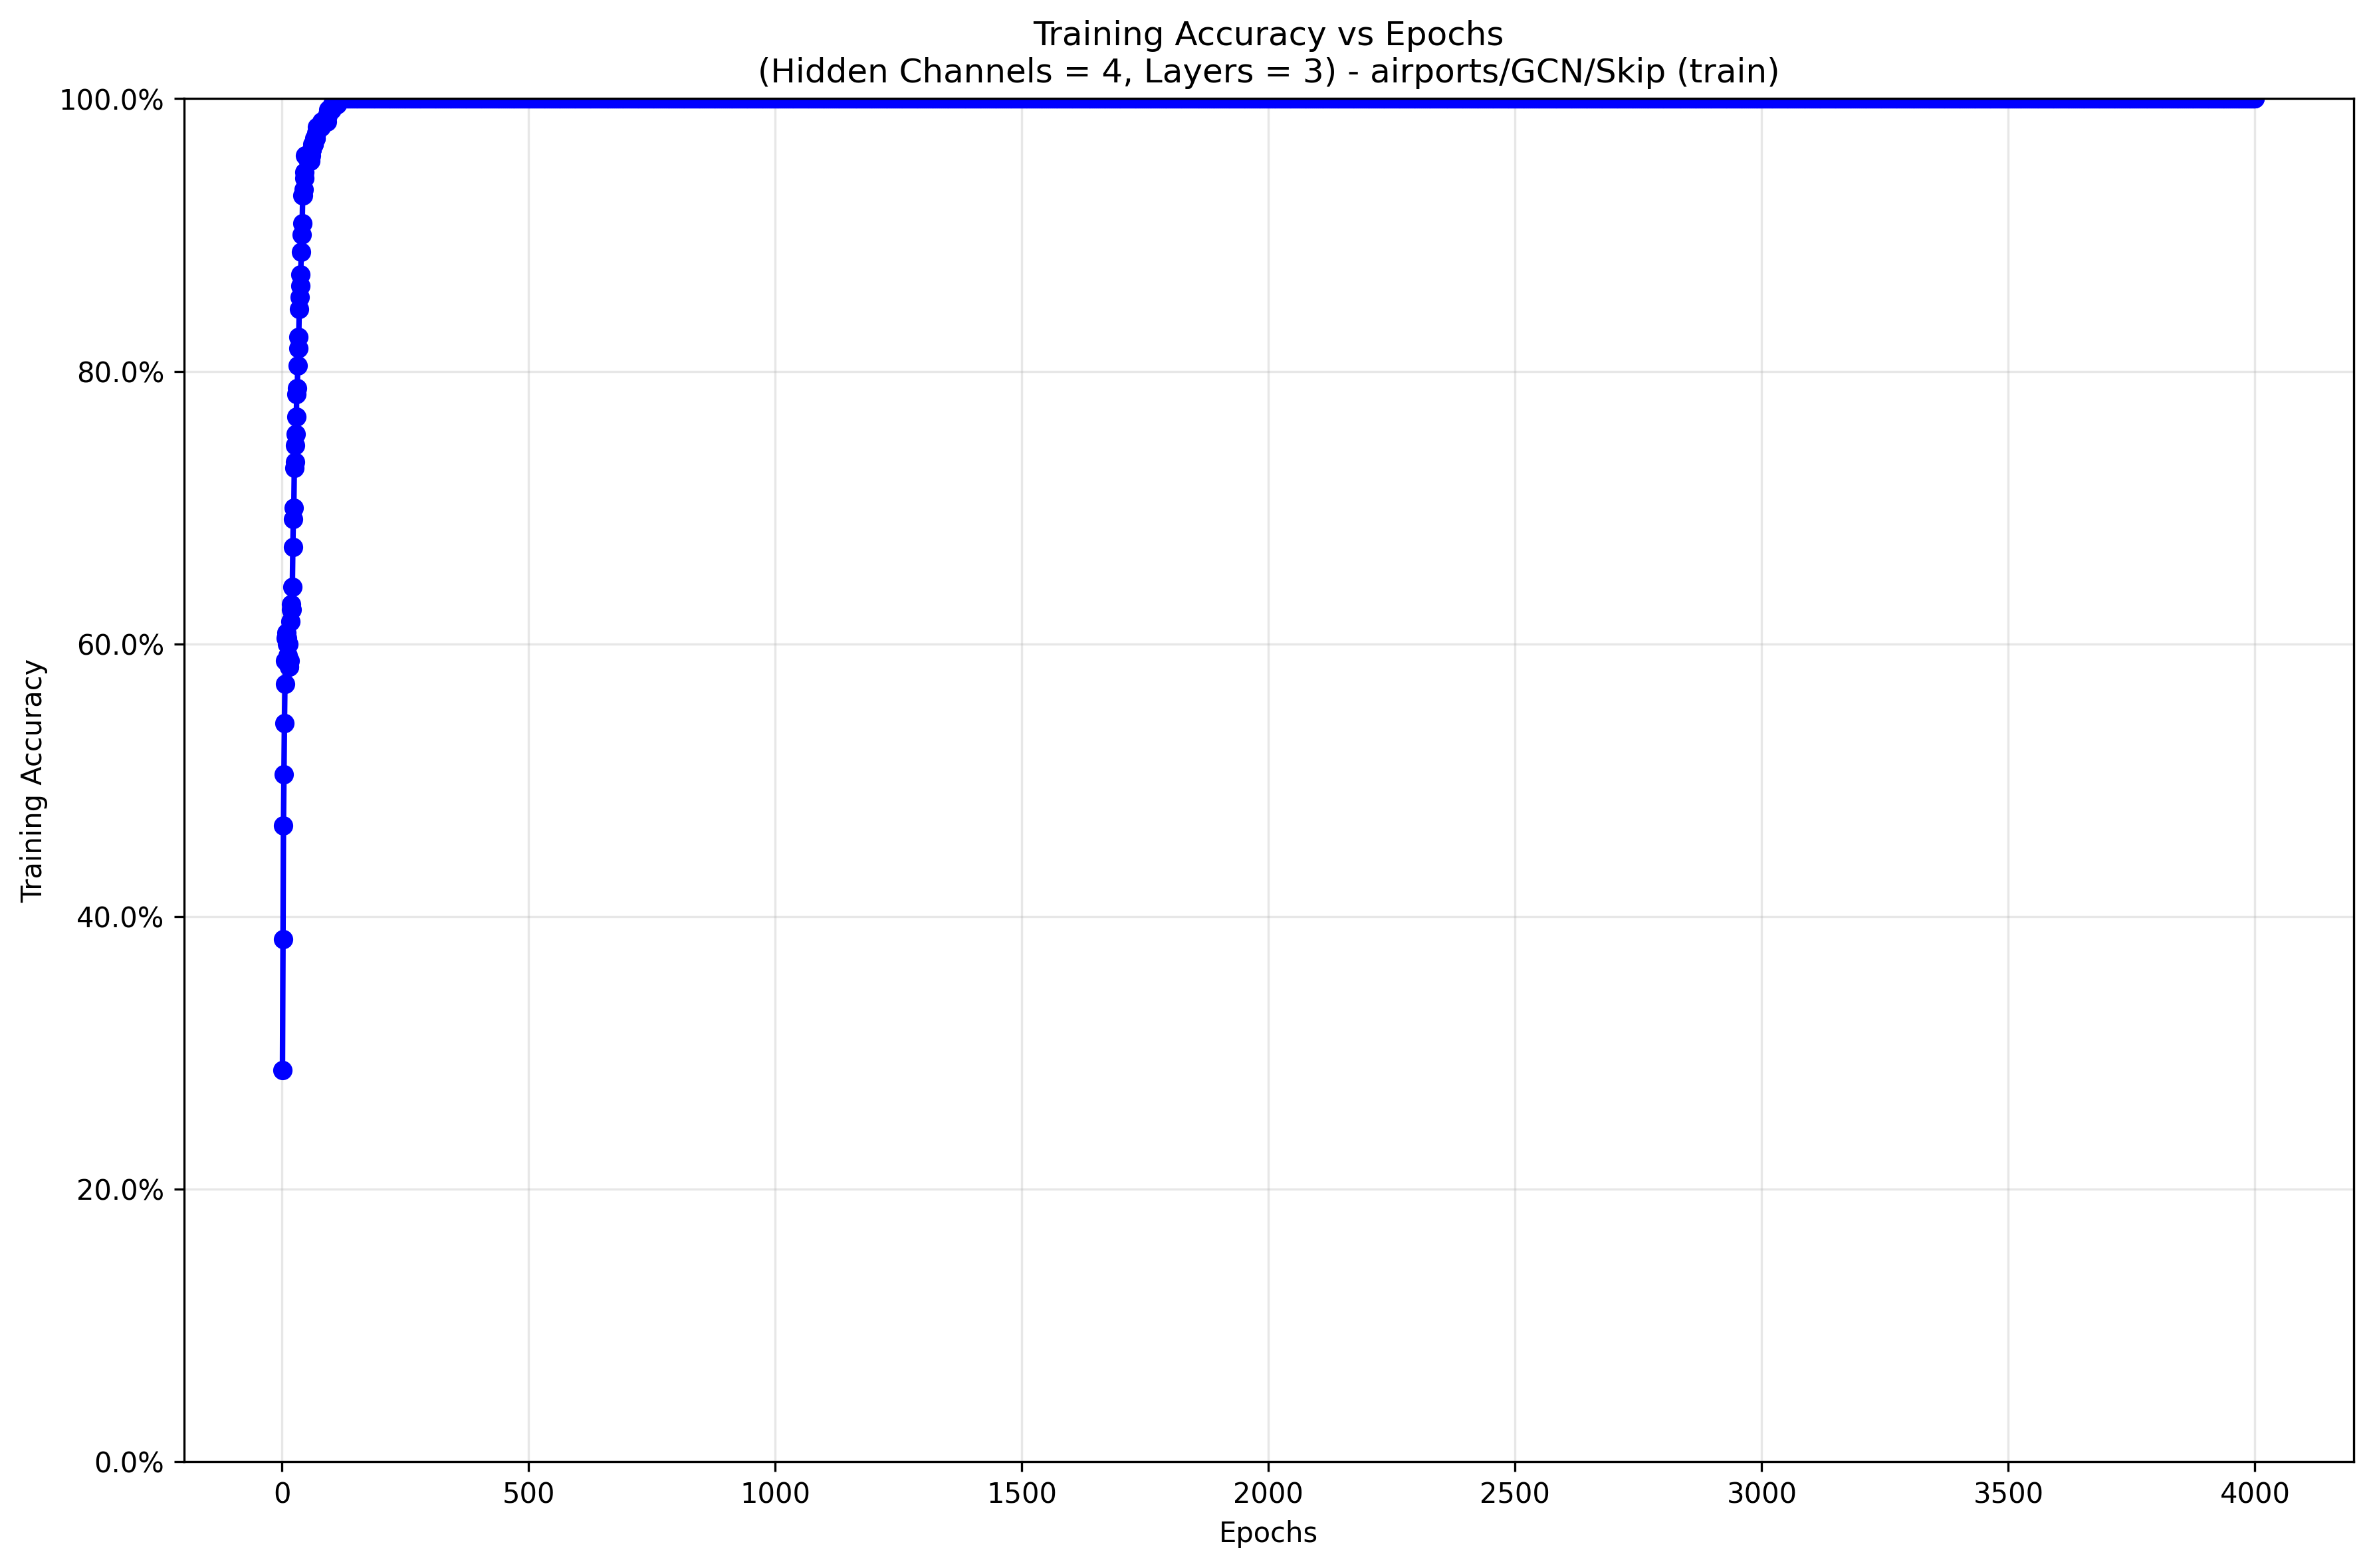 Training Accuracy vs Epochs
(Hidden Channels = 4, Layers = 3) - airports/GCN/Skip (train)
100.0%
80.0%
60.0%
40.0%
20.0%
0.0%
Training Accuracy
0 500 1000 1500 2000 2500 3000 3500 4000
Epochs